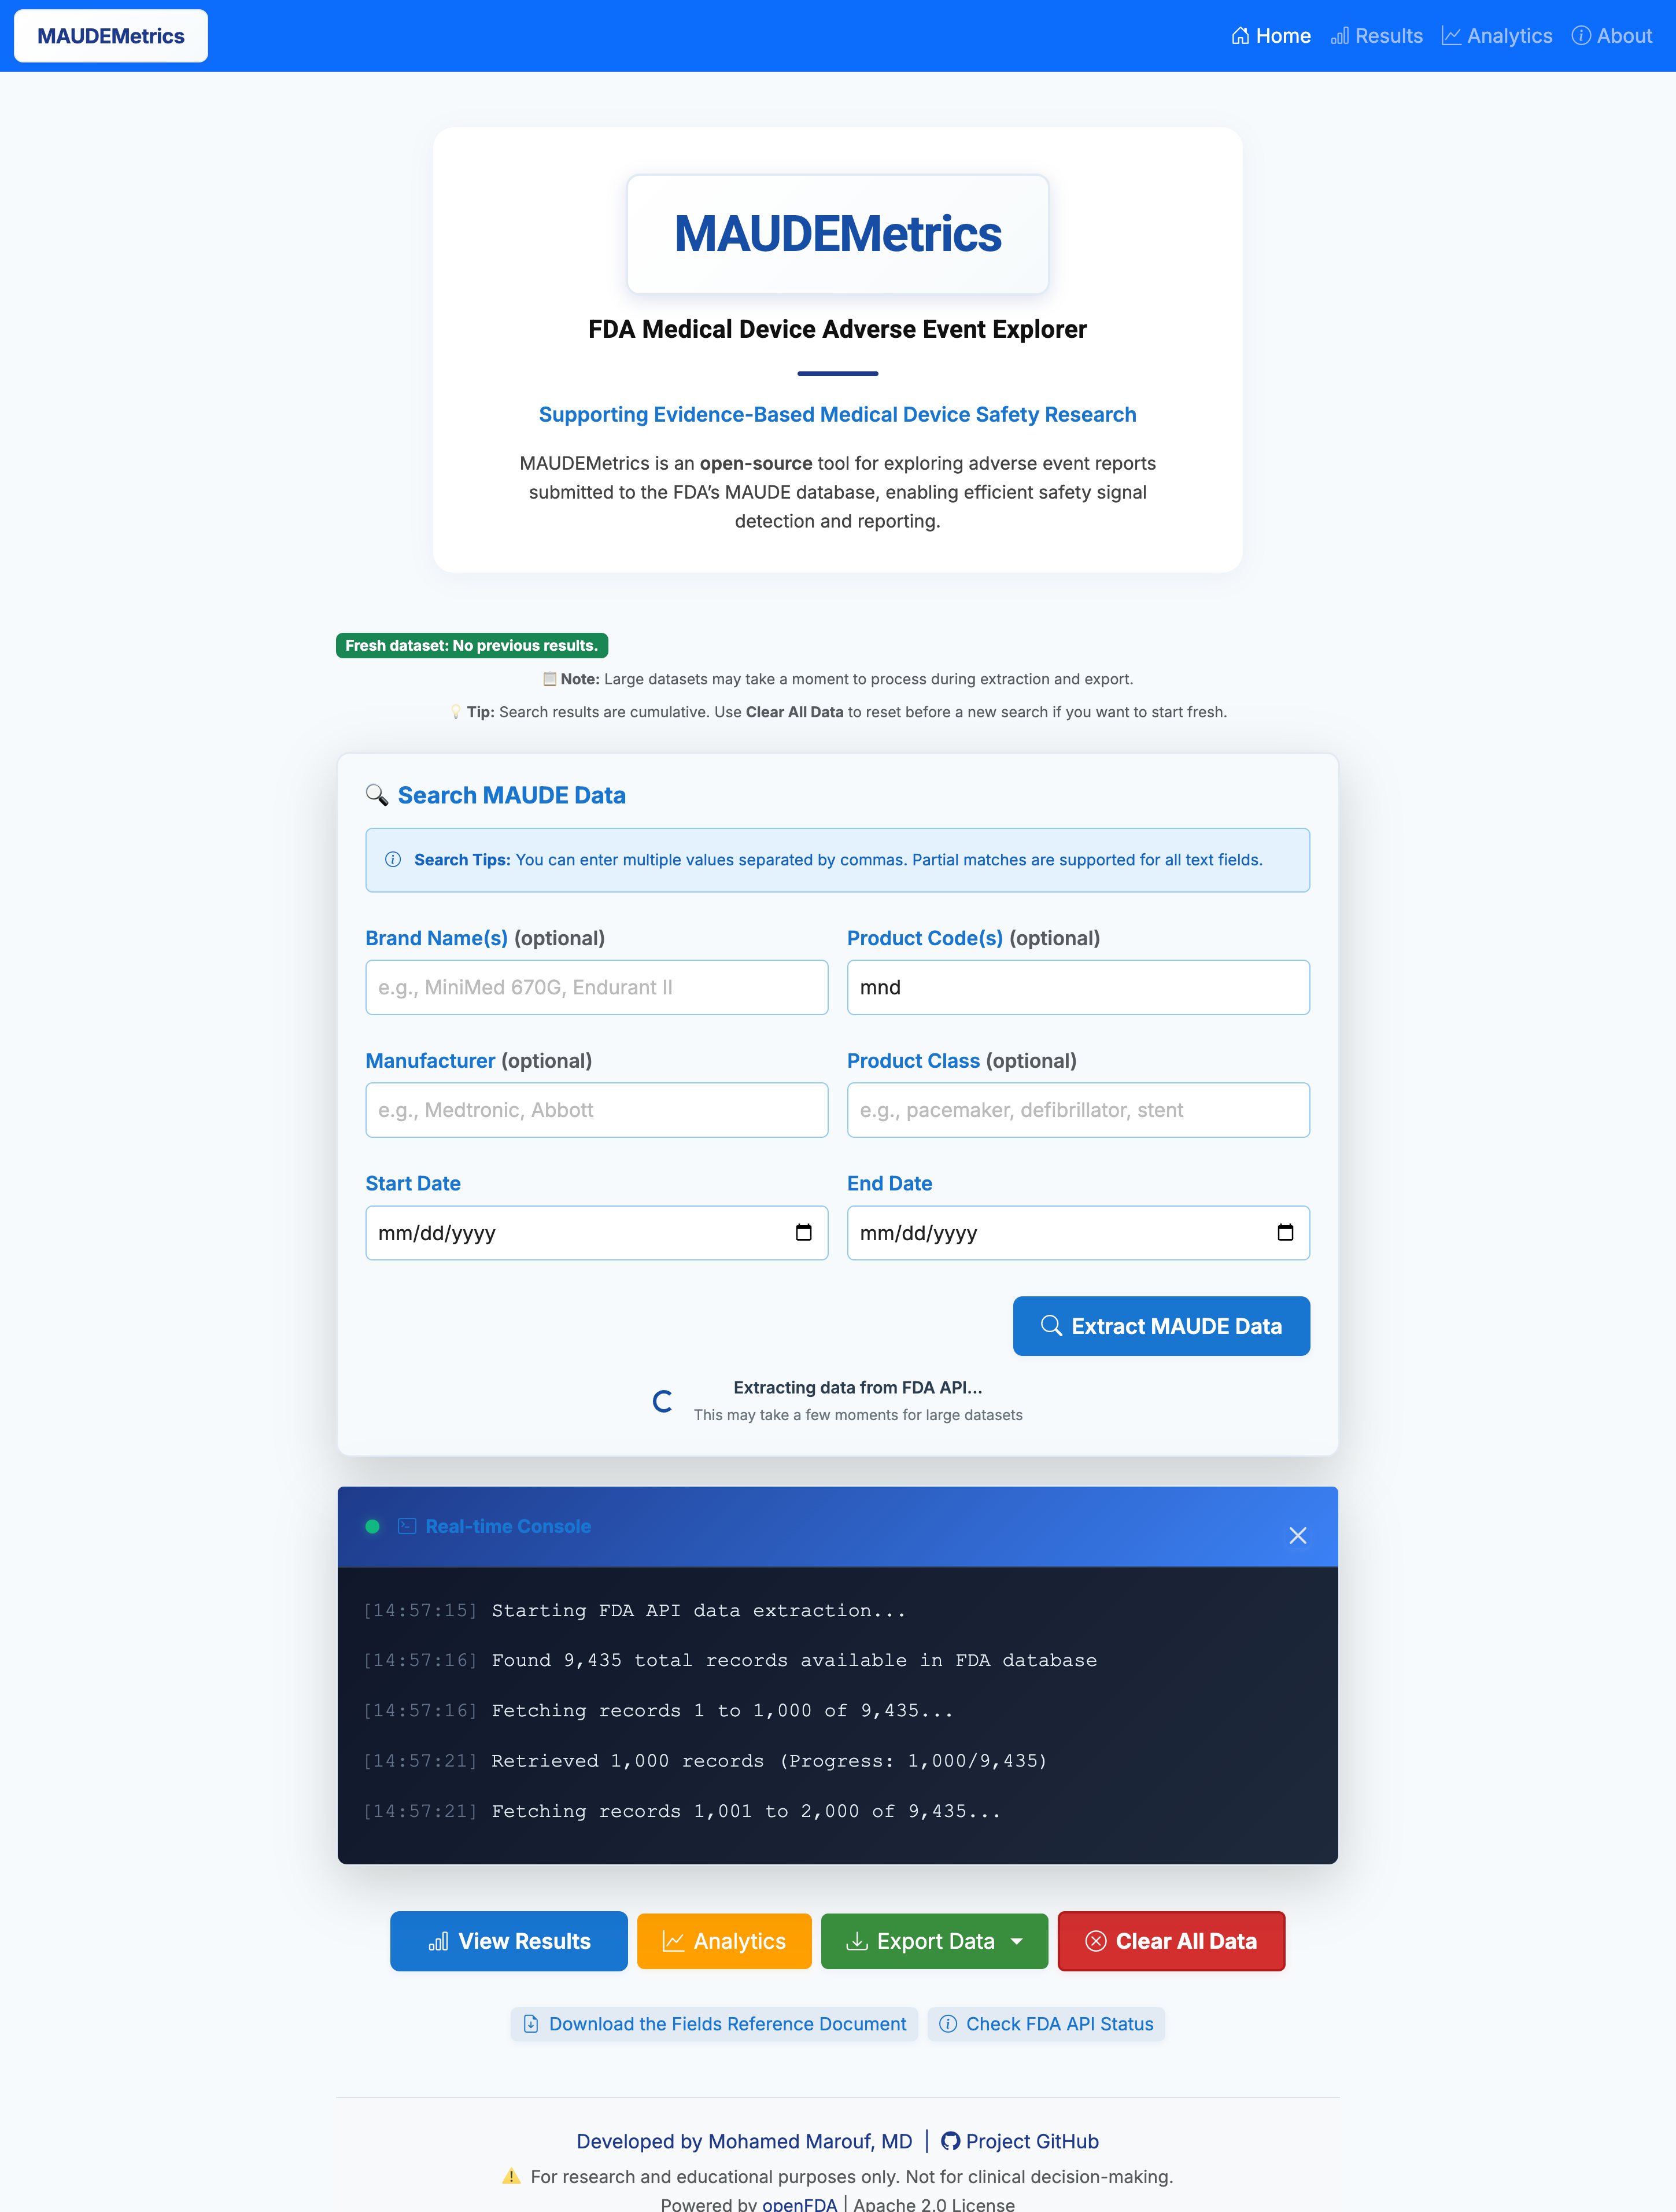 MAUDEMetrics
Home Results Analytics About
MAUDEMetrics
FDA Medical Device Adverse Event Explorer
Supporting Evidence-Based Medical Device Safety Research
MAUDEMetrics is an open-source tool for exploring adverse event reports
submitted to the FDA’s MAUDE database, enabling efficient safety signal
detection and reporting.
Fresh dataset: No previous results.
Note: Large datasets may take a moment to process during extraction and export.
Tip: Search results are cumulative. Use Clear All Data to reset before a new search if you want to start fresh.
Search MAUDE Data
Search Tips: You can enter multiple values separated by commas. Partial matches are supported for all text fields.
Brand Name(s) (optional)
e.g., MiniMed 670G, Endurant II
Product Code(s) (optional)
mnd
Manufacturer (optional)
e.g., Medtronic, Abbott
Product Class (optional)
e.g., pacemaker, defibrillator, stent
Start Date
mm/dd/yyyy
End Date
mm/dd/yyyy
Extract MAUDE Data
Extracting data from FDA API...
This may take a few moments for large datasets
Real-time Console
[14:57:15] Starting FDA API data extraction...
[14:57:16] Found 9,435 total records available in FDA database
[14:57:16] Fetching records 1 to 1,000 of 9,435...
[14:57:21] Retrieved 1,000 records (Progress: 1,000/9,435)
[14:57:21] Fetching records 1,001 to 2,000 of 9,435...
View Results Analytics Export Data Clear All Data
Download the Fields Reference Document Check FDA API Status
Developed by Mohamed Marouf, MD | Project GitHub
For research and educational purposes only. Not for clinical decision-making.
Powered by openFDA | Apache 2.0 License